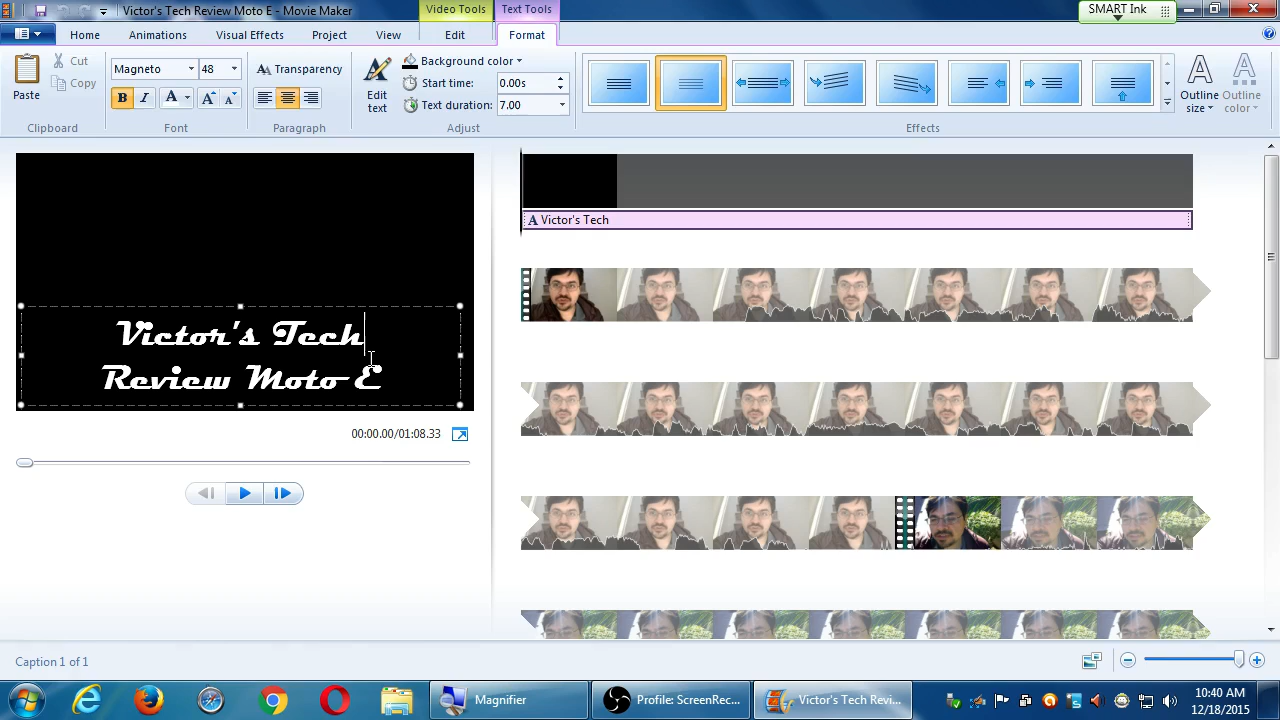 Victor's Tech Review Moto E - Movie Maker
Video Tools
Text Tools
SMART Ink
Home
Animations
Visual Effects
Project
View
Edit
Format
Paste
Cut
Copy
Clipboard
Magneto
48
Transparency
B
I
A
A
A
Font
Paragraph
Edit text
Background color
Start time:
0.00s
Text duration:
7.00
Adjust
Effects
Outline size
Outline color
Victor's Tech
Review Moto E
00:00.00/01:08.33
A Victor's Tech
Caption 1 of 1
Magnifier
Profile: ScreenRec...
Victor's Tech Revi...
10:40 AM
12/18/2015